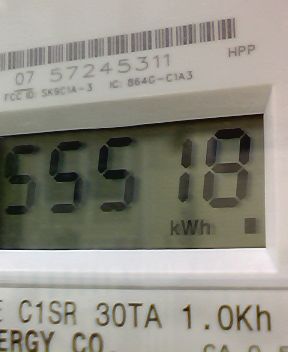 HPP
07 57245311
FCC ID: SK9C1A-3 IC: 864G-C1A3
55518
kWh
C1SR 30TA 1.0Kh
ERGY CO.